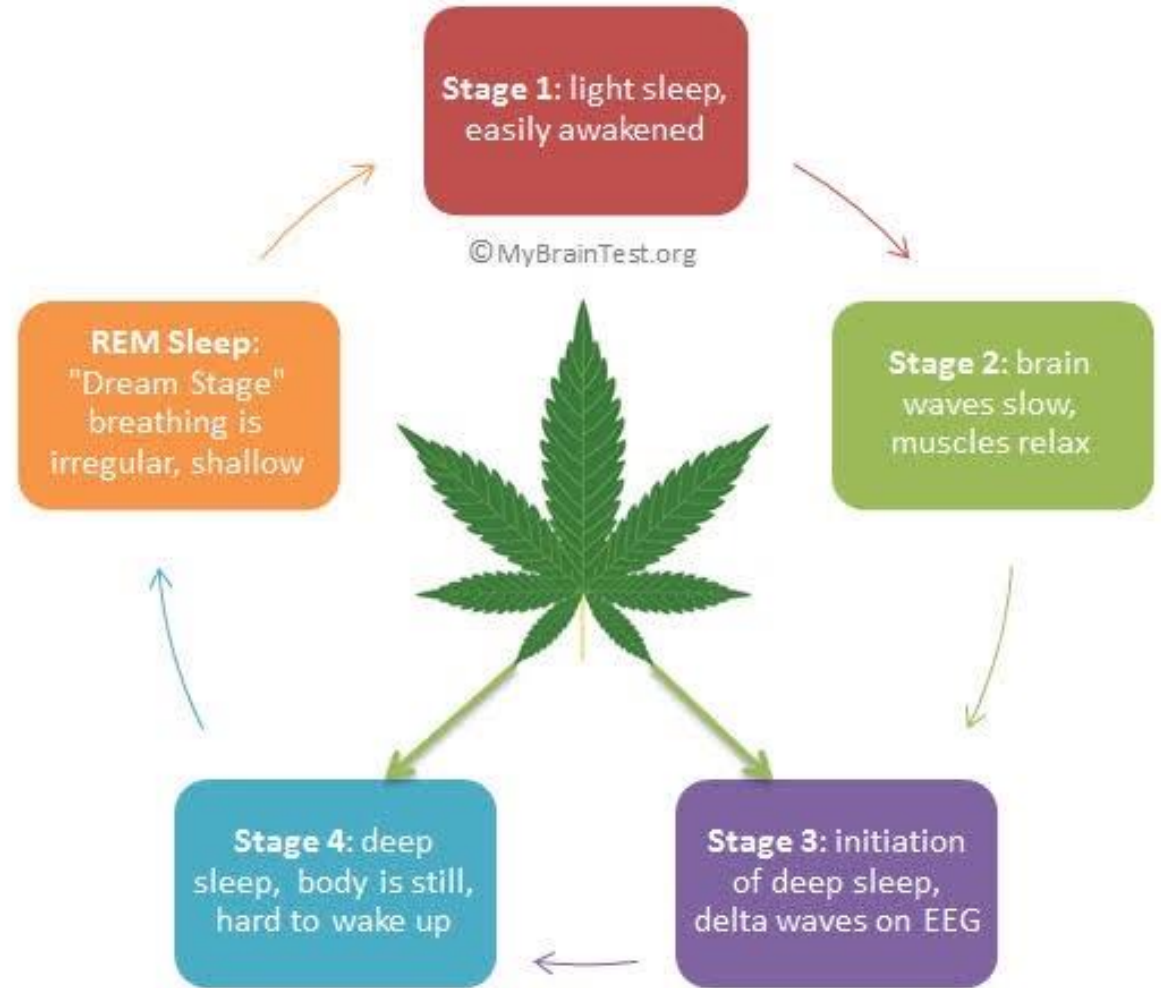 Stage 1: light sleep,
easily awakened
©MyBrainTest.org
REM Sleep:
"Dream Stage"
breathing is
irregular, shallow
Stage 2: brain
waves slow,
muscles relax
Stage 4: deep
sleep, body is still,
hard to wake up
Stage 3: initiation
of deep sleep,
delta waves on EEG